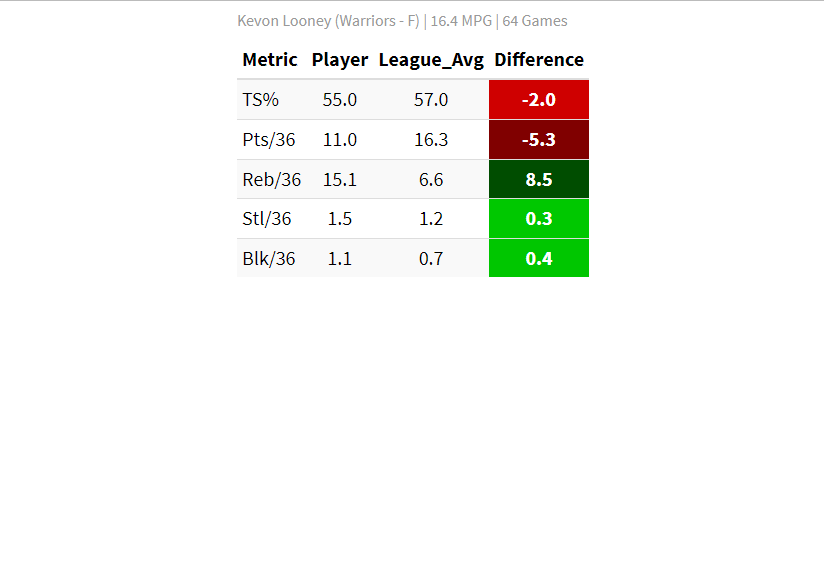 Kevon Looney (Warriors - F) | 16.4 MPG | 64 Games
Metric Player League_Avg Difference
TS% 55.0 57.0 -2.0
Pts/36 11.0 16.3 -5.3
Reb/36 15.1 6.6 8.5
Stl/36 1.5 1.2 0.3
Blk/36 1.1 0.7 0.4